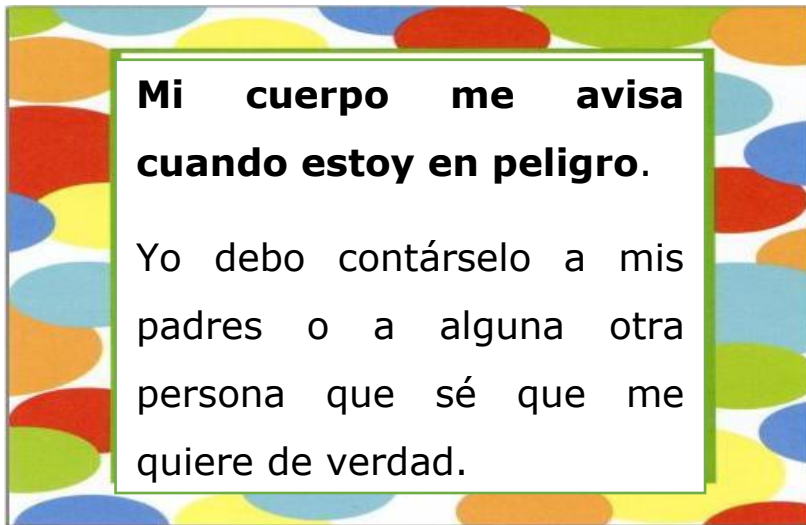 Mi cuerpo me avisa
cuando estoy en peligro.
Yo debo contárselo a mis
padres o a alguna otra
persona que sé que me
quiere de verdad.